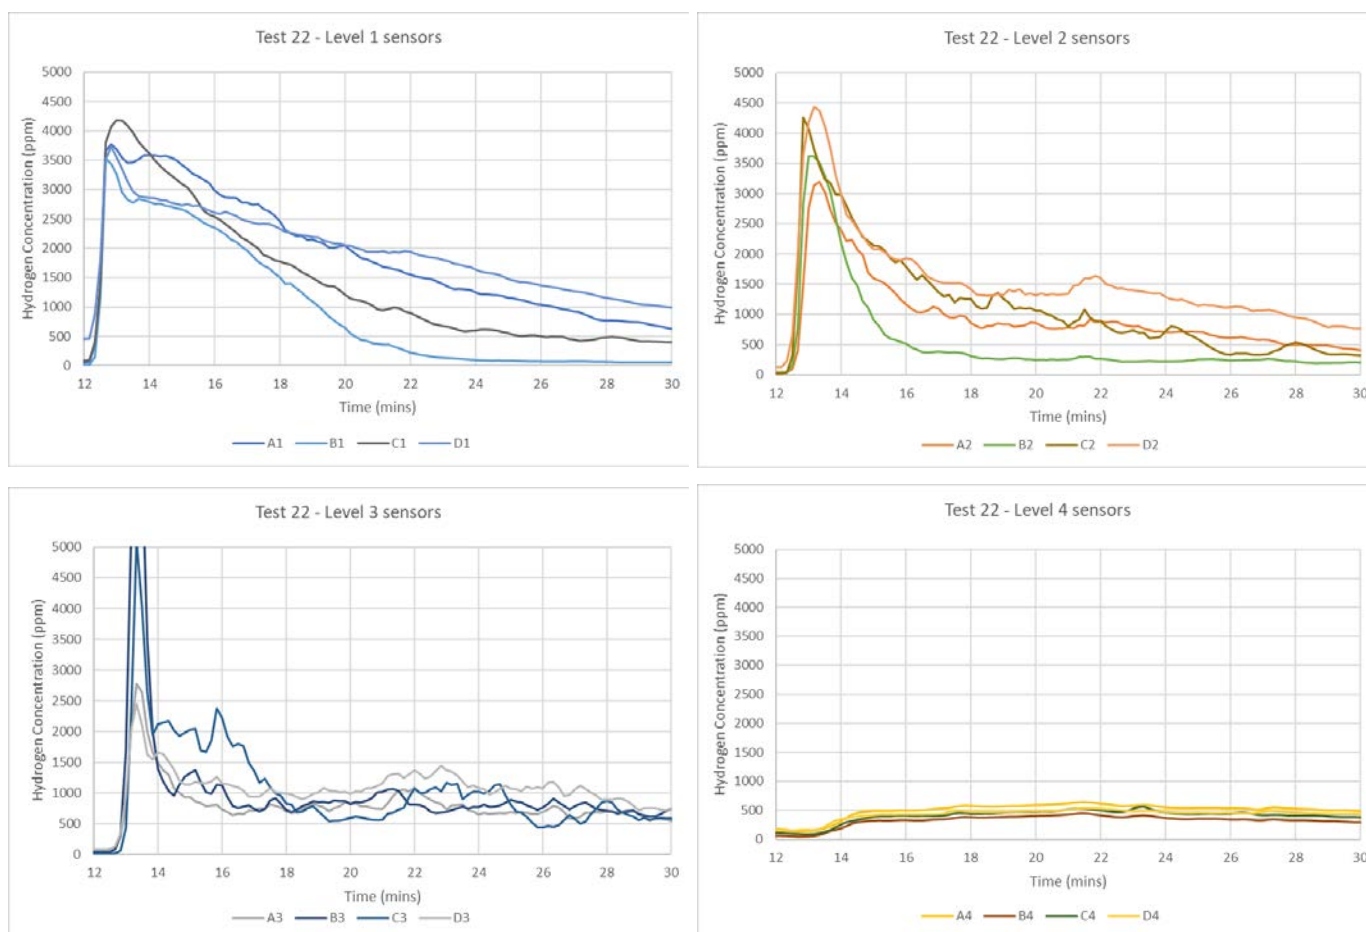 Test 22 - Level 1 sensors
Hydrogen Concentration (ppm)
5000
4500
4000
3500
3000
2500
2000
1500
1000
500
0
12 14 16 18 20 22 24 26 28 30
Time (mins)
A1 B1 C1 D1
Test 22 - Level 2 sensors
Hydrogen Concentration (ppm)
5000
4500
4000
3500
3000
2500
2000
1500
1000
500
0
12 14 16 18 20 22 24 26 28 30
Time (mins)
A2 B2 C2 D2
Test 22 - Level 3 sensors
Hydrogen Concentration (ppm)
5000
4500
4000
3500
3000
2500
2000
1500
1000
500
0
12 14 16 18 20 22 24 26 28 30
Time (mins)
A3 B3 C3 D3
Test 22 - Level 4 sensors
Hydrogen Concentration (ppm)
5000
4500
4000
3500
3000
2500
2000
1500
1000
500
0
12 14 16 18 20 22 24 26 28 30
Time (mins)
A4 B4 C4 D4